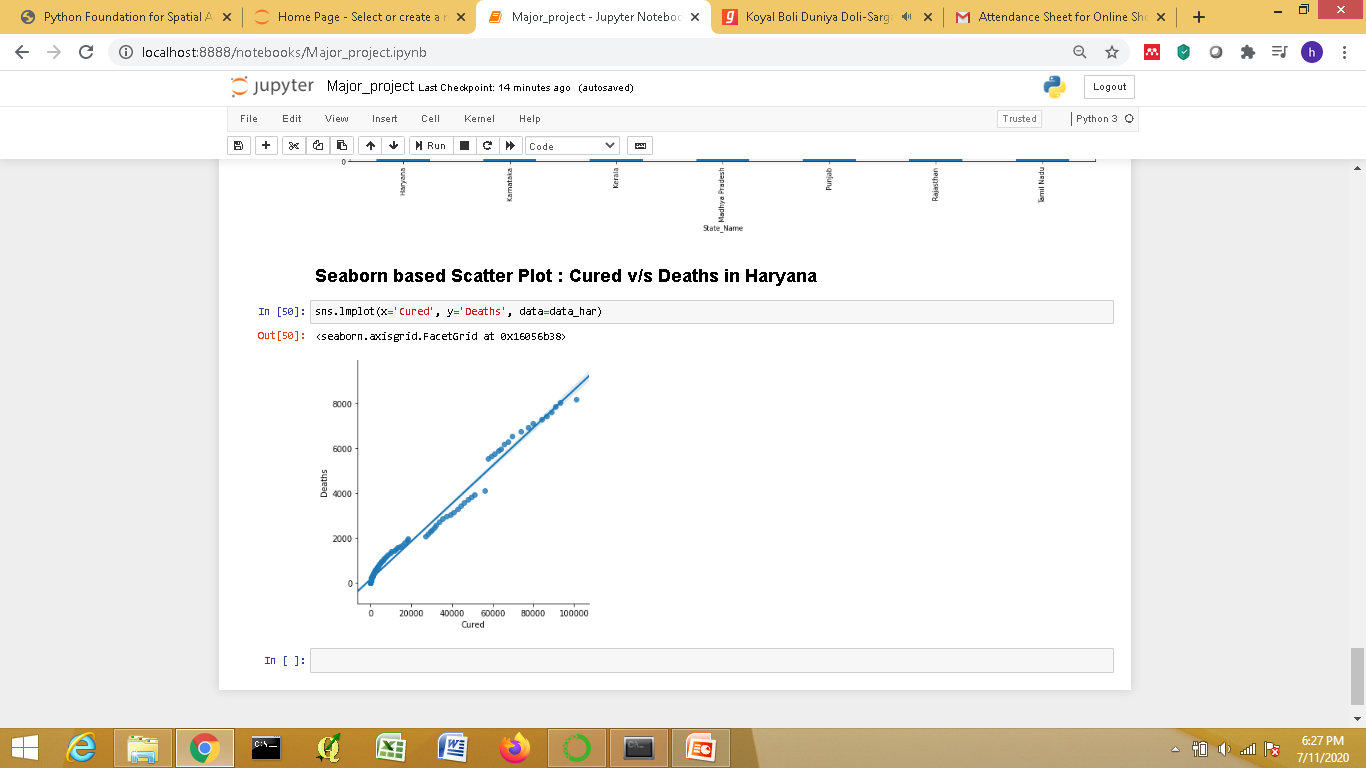 Python Foundation for Spatial A
Home Page - Select or create a n
Major_project - Jupyter Noteboo
Koyal Boli Duniya Doli-Sarga
Attendance Sheet for Online Sho
localhost:8888/notebooks/Major_project.ipynb
h
jupyter Major_project Last Checkpoint: 14 minutes ago (autosaved)
Logout
File Edit View Insert Cell Kernel Help
Trusted
Python 3
Run
Code
0
Haryana
Karnataka
Kerala
Madhya Pradesh
Punjab
Rajasthan
Tamil Nadu
State_Name
Seaborn based Scatter Plot : Cured v/s Deaths in Haryana
In [50]: sns.lmplot(x='Cured', y='Deaths', data=data_har)
Out[50]: <seaborn.axisgrid.FacetGrid at 0x16056b38>
8000
6000
4000
2000
0
Deaths
0 20000 40000 60000 80000 100000
Cured
In [ ]:
6:27 PM
7/11/2020